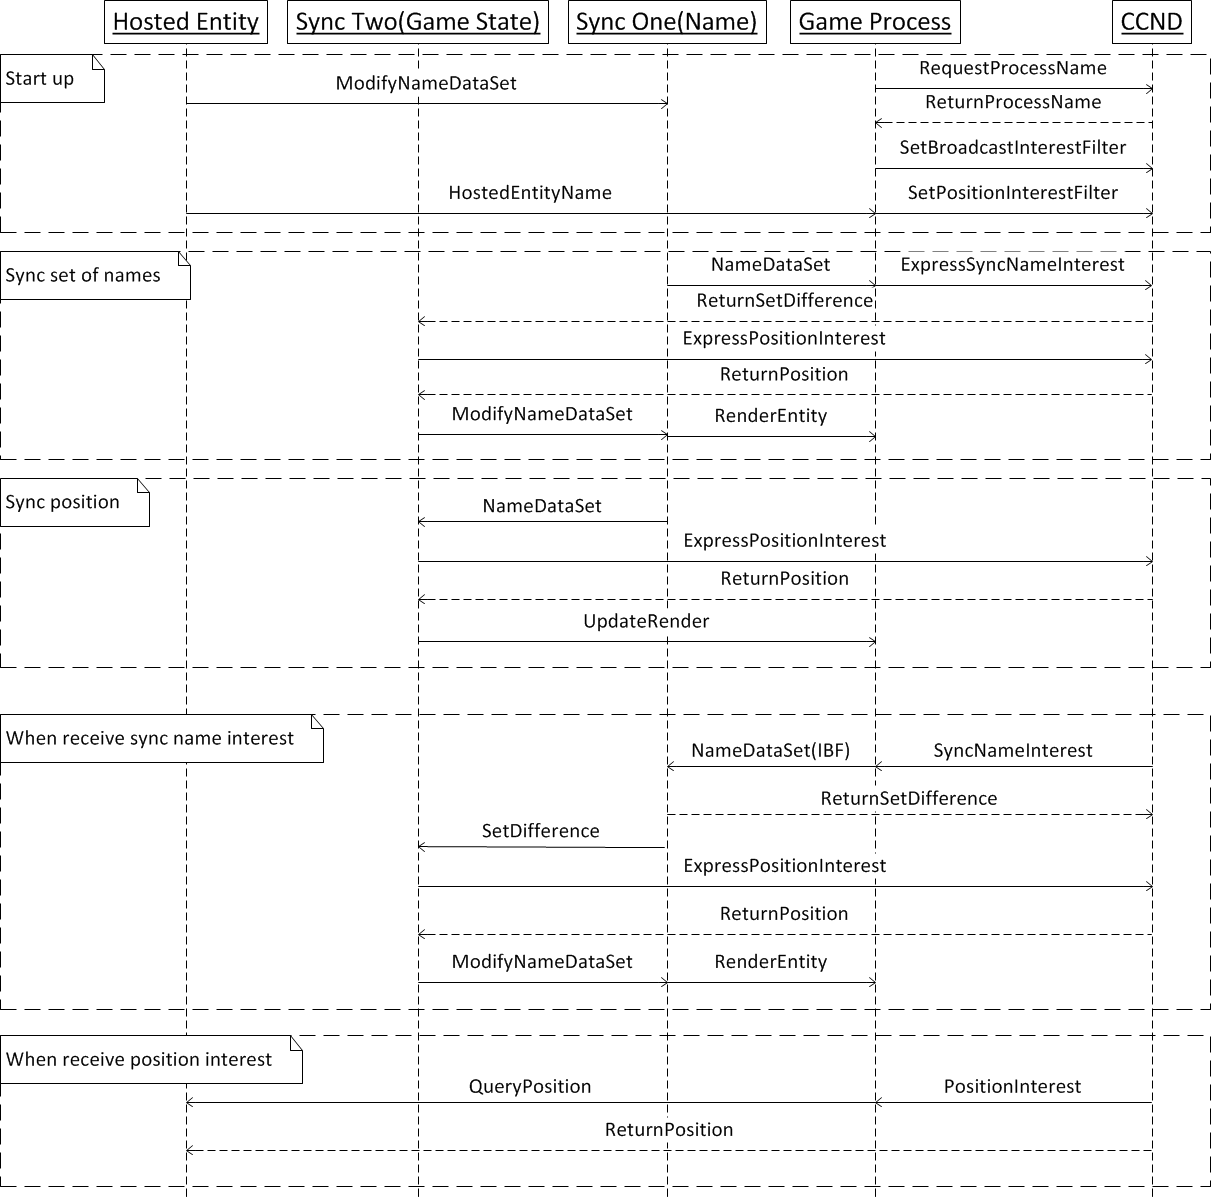 Hosted Entity
Sync Two(Game State)
Sync One(Name)
Game Process
CCND
Start up
RequestProcessName
ModifyNameDataSet
ReturnProcessName
SetBroadcastInterestFilter
HostedEntityName
SetPositionInterestFilter
Sync set of names
NameDataSet
ExpressSyncNameInterest
ReturnSetDifference
ExpressPositionInterest
ReturnPosition
ModifyNameDataSet
RenderEntity
Sync position
NameDataSet
ExpressPositionInterest
ReturnPosition
UpdateRender
When receive sync name interest
NameDataSet(IBF)
SyncNameInterest
ReturnSetDifference
SetDifference
ExpressPositionInterest
ReturnPosition
ModifyNameDataSet
RenderEntity
When receive position interest
QueryPosition
PositionInterest
ReturnPosition